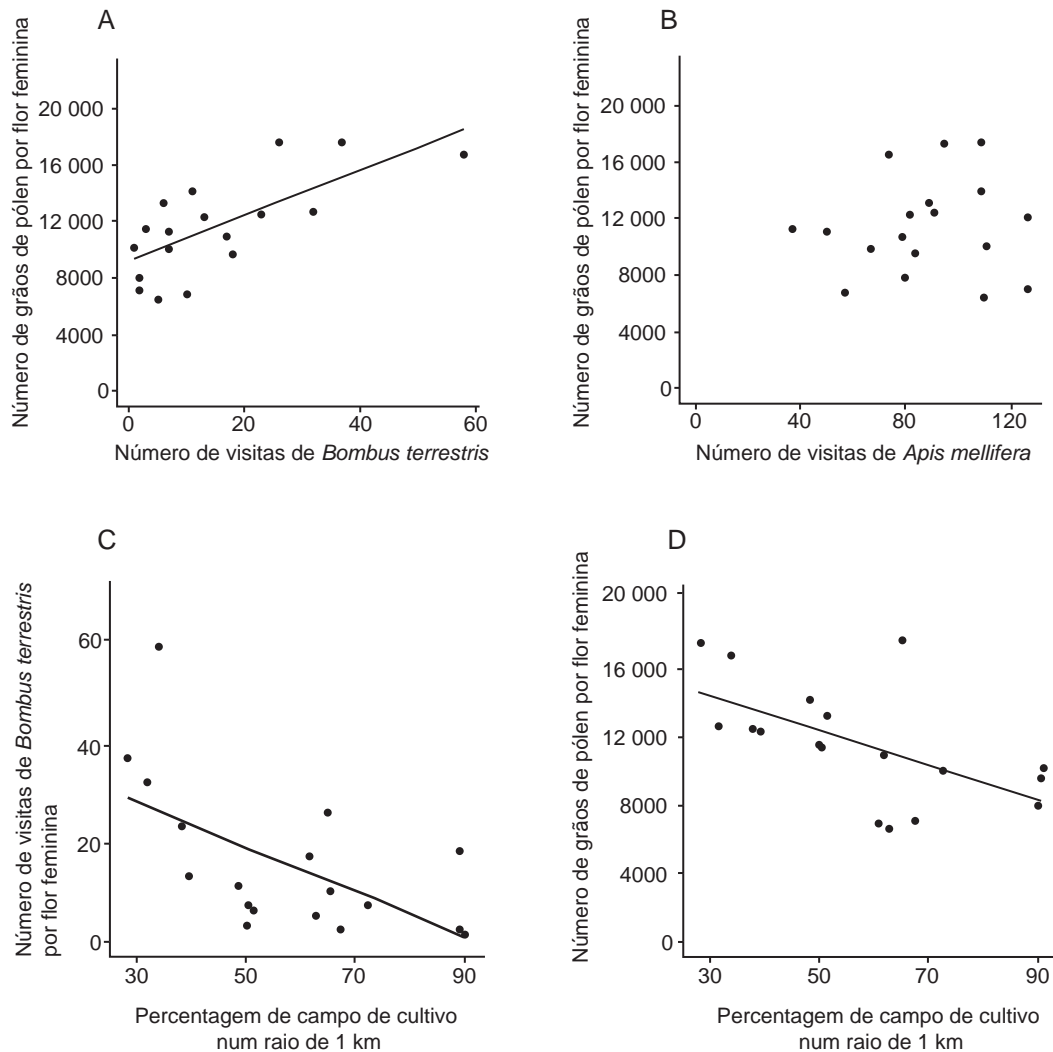 A
Número de grãos de pólen por flor feminina
20 000
16 000
12 000
8000
4000
0
0
20
40
60
Número de visitas de Bombus terrestris
B
Número de grãos de pólen por flor feminina
20 000
16 000
12 000
8000
4000
0
0
40
80
120
Número de visitas de Apis mellifera
C
Número de visitas de Bombus terrestris
por flor feminina
60
40
20
0
30
50
70
90
Percentagem de campo de cultivo
num raio de 1 km
D
Número de grãos de pólen por flor feminina
20 000
16 000
12 000
8000
4000
0
30
50
70
90
Percentagem de campo de cultivo
num raio de 1 km